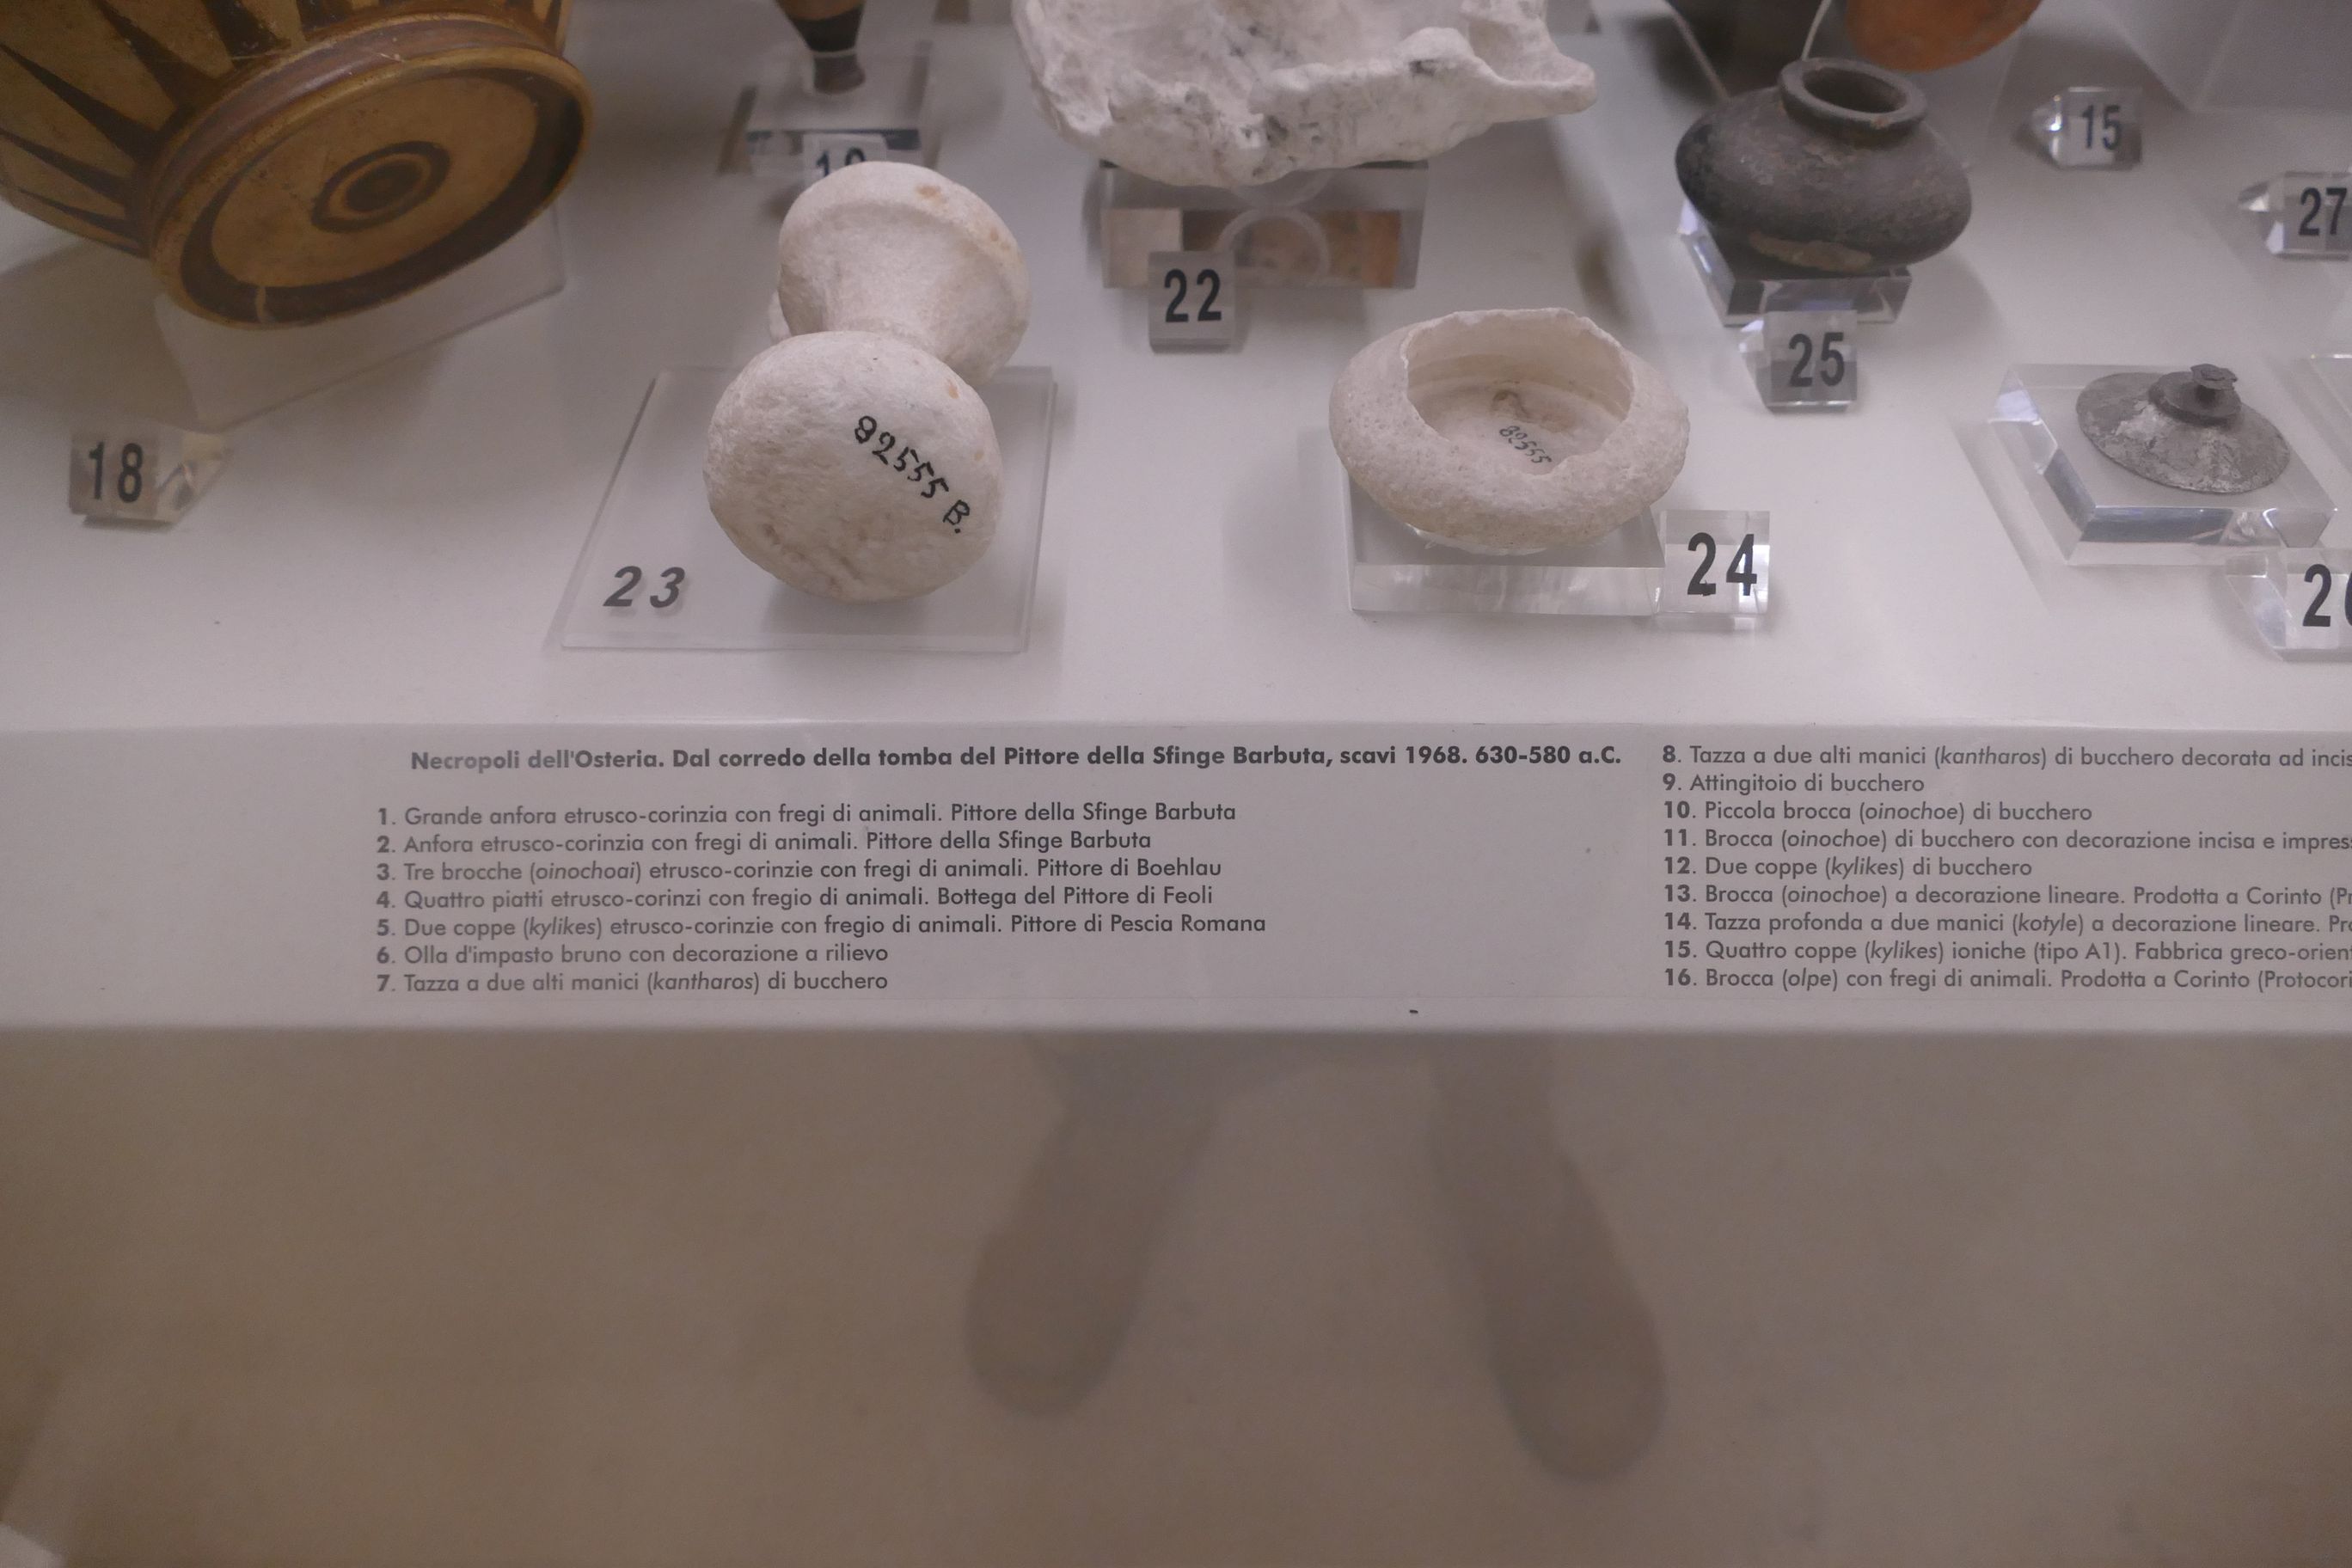 15
19
27
22
25
18
82555 B.
82555
23
24
Necropoli dell'Osteria. Dal corredo della tomba del Pittore della Sfinge Barbuta, scavi 1968. 630-580 a.C.
1. Grande anfora etrusco-corinzia con fregi di animali. Pittore della Sfinge Barbuta
2. Anfora etrusco-corinzia con fregi di animali. Pittore della Sfinge Barbuta
3. Tre brocche (oinochoai) etrusco-corinzie con fregi di animali. Pittore di Boehlau
4. Quattro piatti etrusco-corinzi con fregio di animali. Bottega del Pittore di Feoli
5. Due coppe (kylikes) etrusco-corinzie con fregio di animali. Pittore di Pescia Romana
6. Olla d'impasto bruno con decorazione a rilievo
7. Tazza a due alti manici (kantharos) di bucchero
8. Tazza a due alti manici (kantharos) di bucchero decorata ad incis
9. Attingitoio di bucchero
10. Piccola brocca (oinochoe) di bucchero
11. Brocca (oinochoe) di bucchero con decorazione incisa e impres
12. Due coppe (kylikes) di bucchero
13. Brocca (oinochoe) a decorazione lineare. Prodotta a Corinto (Pr
14. Tazza profonda a due manici (kotyle) a decorazione lineare. Pro
15. Quattro coppe (kylikes) ioniche (tipo A1). Fabbrica greco-orient
16. Brocca (olpe) con fregi di animali. Prodotta a Corinto (Protocori